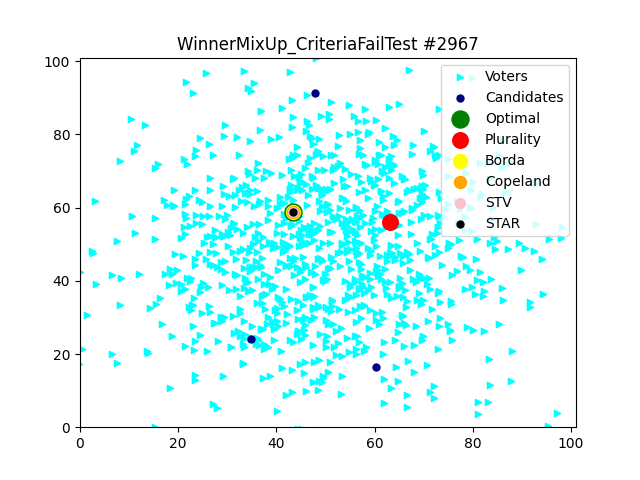 WinnerMixUp_CriteriaFailTest #2967
100
80
60
40
20
0
0 20 40 60 80 100
Voters
Candidates
Optimal
Plurality
Borda
Copeland
STV
STAR